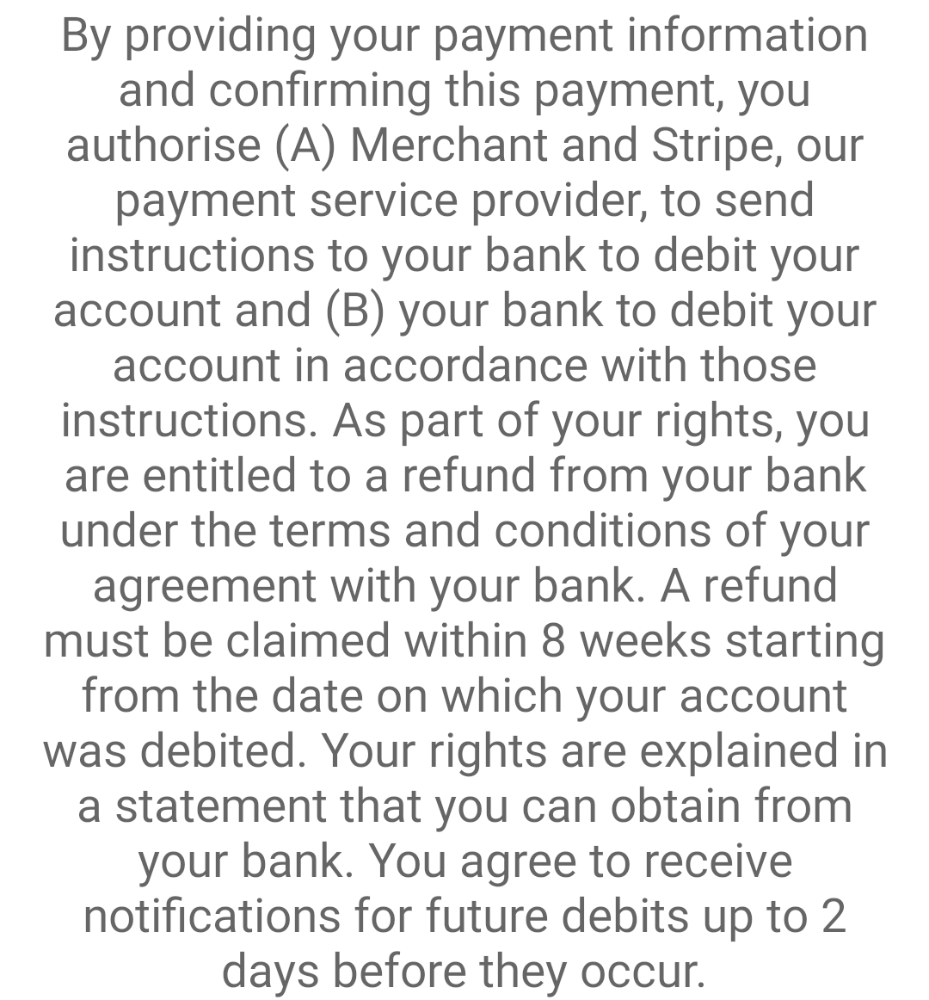 By providing your payment information
and confirming this payment, you
authorise (A) Merchant and Stripe, our
payment service provider, to send
instructions to your bank to debit your
account and (B) your bank to debit your
account in accordance with those
instructions. As part of your rights, you
are entitled to a refund from your bank
under the terms and conditions of your
agreement with your bank. A refund
must be claimed within 8 weeks starting
from the date on which your account
was debited. Your rights are explained in
a statement that you can obtain from
your bank. You agree to receive
notifications for future debits up to 2
days before they occur.